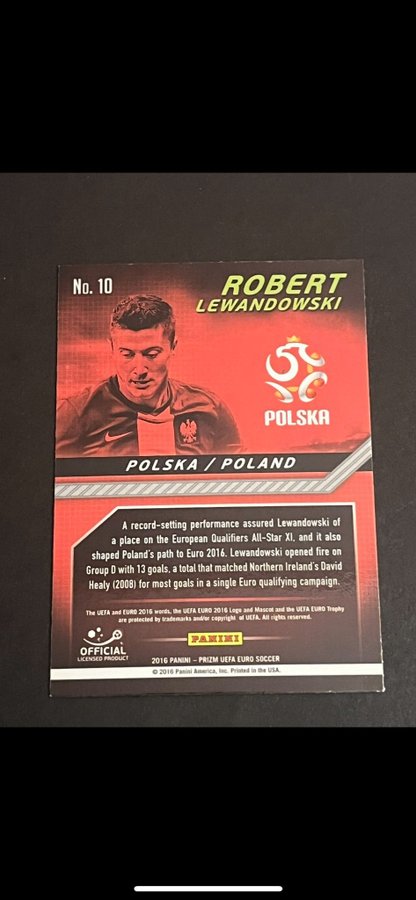 No. 10
ROBERT
LEWANDOWSKI
POLSKA
POLSKA / POLAND
A record-setting performance assured Lewandowski of
a place on the European Qualifiers All-Star XI, and it also
shaped Poland's path to Euro 2016. Lewandowski opened fire on
Group D with 13 goals, a total that matched Northern Ireland's David
Healy (2008) for most goals in a single Euro qualifying campaign.
The UEFA and EURO 2016 words, the UEFA EURO 2016 Logo and Mascot and the UEFA EURO Trophy
are protected by trademarks and/or copyright of UEFA. All rights reserved.
OFFICIAL
LICENSED PRODUCT
PANINI
2016 PANINI – PRIZM UEFA EURO SOCCER
© 2016 Panini America, Inc. Printed in the USA.